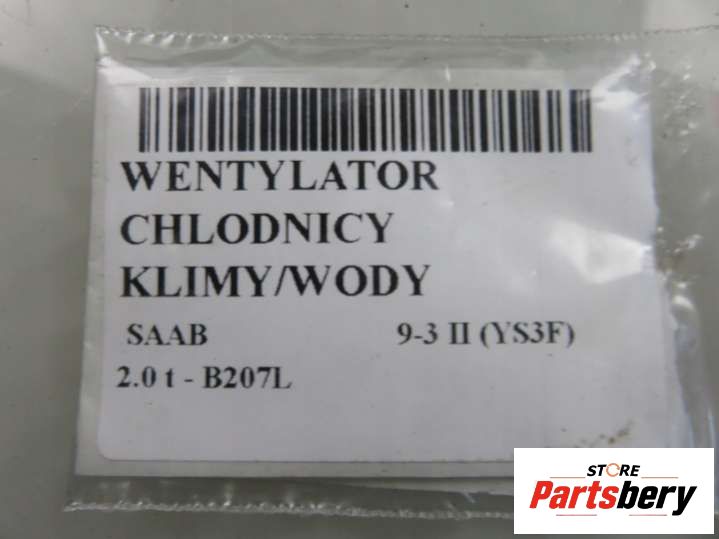 WENTYLATOR
CHLODNICY
KLIMY/WODY
SAAB 9-3 II (YS3F)
2.0 t - B207L
STORE
Partsbery